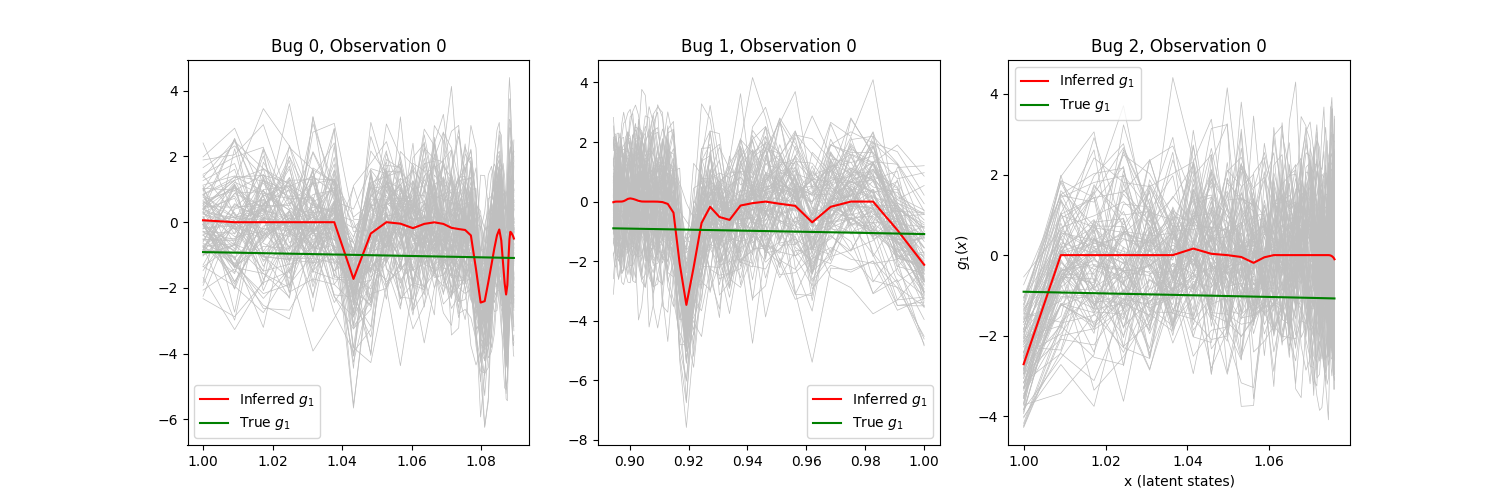 Bug 0, Observation 0
4
2
0
−2
−4
−6
Inferred g₁
True g₁
1.00 1.02 1.04 1.06 1.08
Bug 1, Observation 0
4
2
0
−2
−4
−6
−8
Inferred g₁
True g₁
0.90 0.92 0.94 0.96 0.98 1.00
Bug 2, Observation 0
Inferred g₁
True g₁
g₁(x)
4
2
0
−2
−4
1.00 1.02 1.04 1.06
x (latent states)